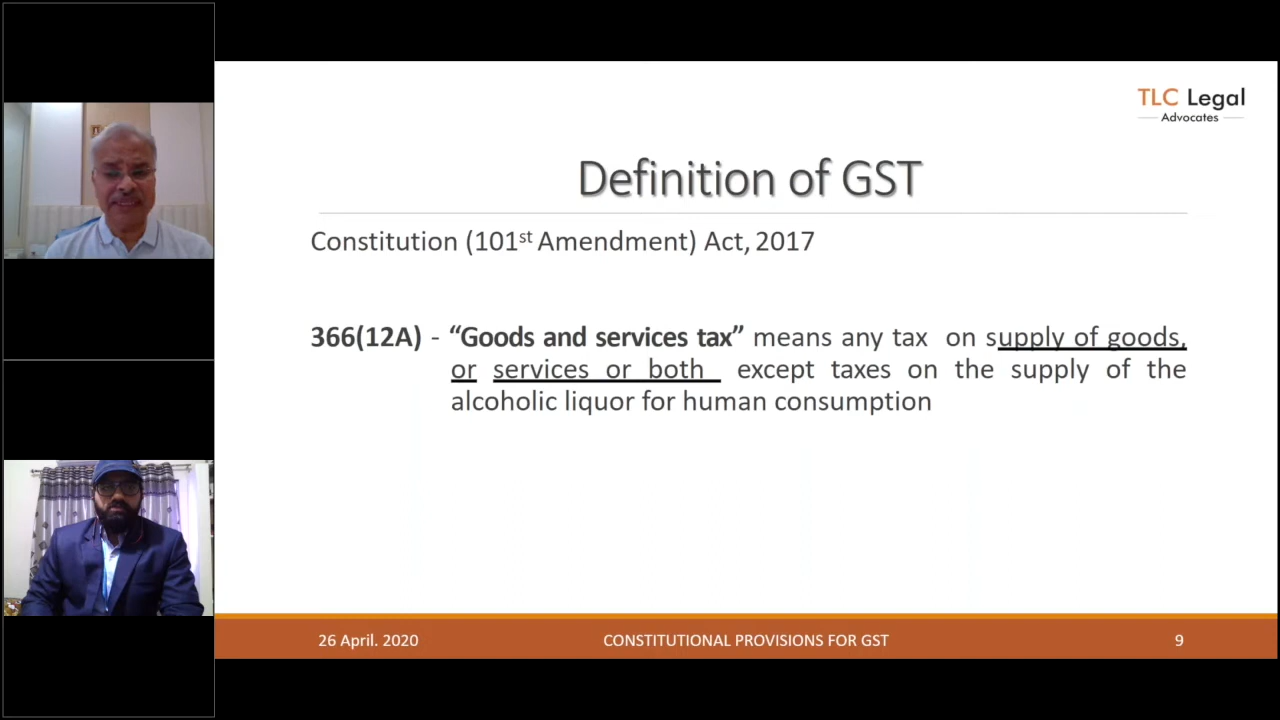 TLC Legal
Advocates
Definition of GST
Constitution (101st Amendment) Act, 2017
366(12A) - “Goods and services tax” means any tax on supply of goods,
or services or both except taxes on the supply of the
alcoholic liquor for human consumption
26 April. 2020 CONSTITUTIONAL PROVISIONS FOR GST 9